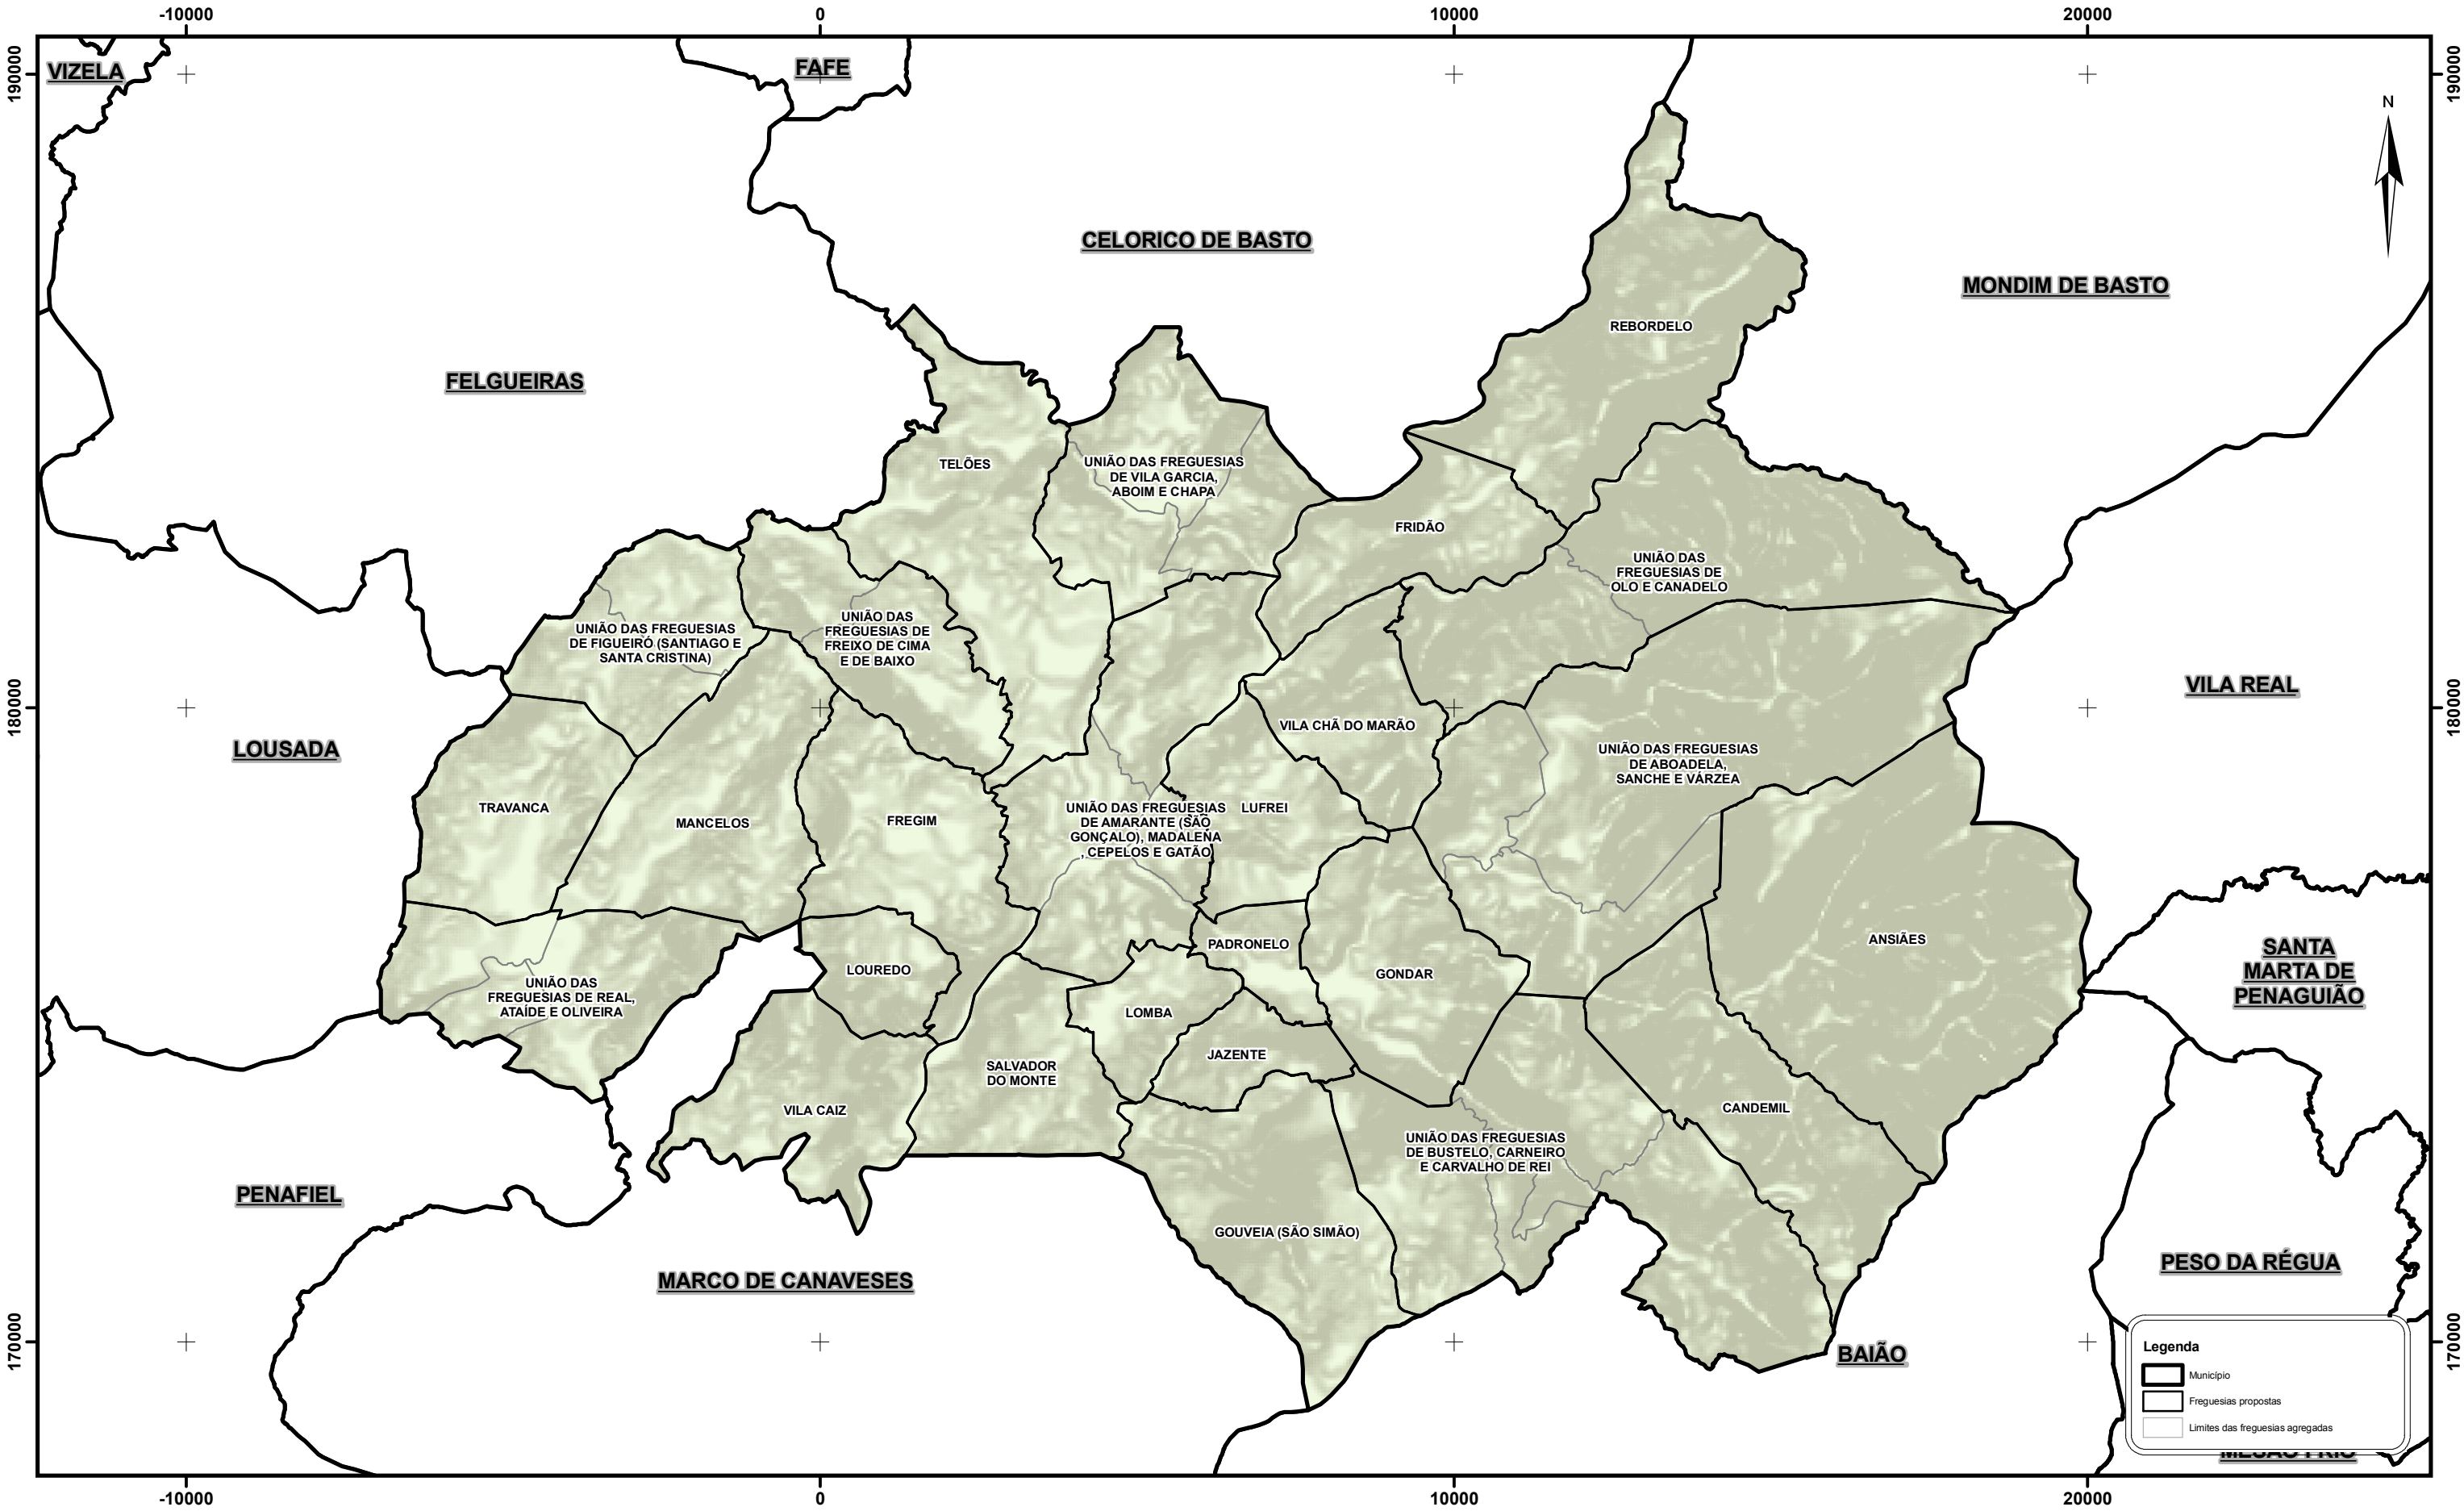 -10000
0
10000
20000
190000
190000
VIZELA
FAFE
N
CELORICO DE BASTO
MONDIM DE BASTO
REBORDELO
FELGUEIRAS
TELÕES
UNIÃO DAS FREGUESIAS
DE VILA GARCIA,
ABOIM E CHAPA
FRIDÃO
UNIÃO DAS
FREGUESIAS DE
OLO E CANADELO
UNIÃO DAS FREGUESIAS
DE FIGUEIRÓ (SANTIAGO E
SANTA CRISTINA)
UNIÃO DAS
FREGUESIAS DE
FREIXO DE CIMA
E DE BAIXO
180000
180000
VILA REAL
VILA CHÃ DO MARÃO
LOUSADA
UNIÃO DAS FREGUESIAS
DE ABOADELA,
SANCHE E VÁRZEA
TRAVANCA
MANCELOS
FREGIM
UNIÃO DAS FREGUESIAS
DE AMARANTE (SÃO
GONÇALO), MADALENA
, CEPELOS E GATÃO
LUFREI
PADRONELO
ANSIÃES
SANTA
MARTA DE
PENAGUIÃO
LOUREDO
GONDAR
UNIÃO DAS
FREGUESIAS DE REAL,
ATAÍDE E OLIVEIRA
LOMBA
JAZENTE
SALVADOR
DO MONTE
VILA CAIZ
CANDEMIL
UNIÃO DAS FREGUESIAS
DE BUSTELO, CARNEIRO
E CARVALHO DE REI
PENAFIEL
GOUVEIA (SÃO SIMÃO)
MARCO DE CANAVESES
PESO DA RÉGUA
170000
170000
BAIÃO
Legenda
Município
Freguesias propostas
Limites das freguesias agregadas
MESÃO FRIO
-10000
0
10000
20000